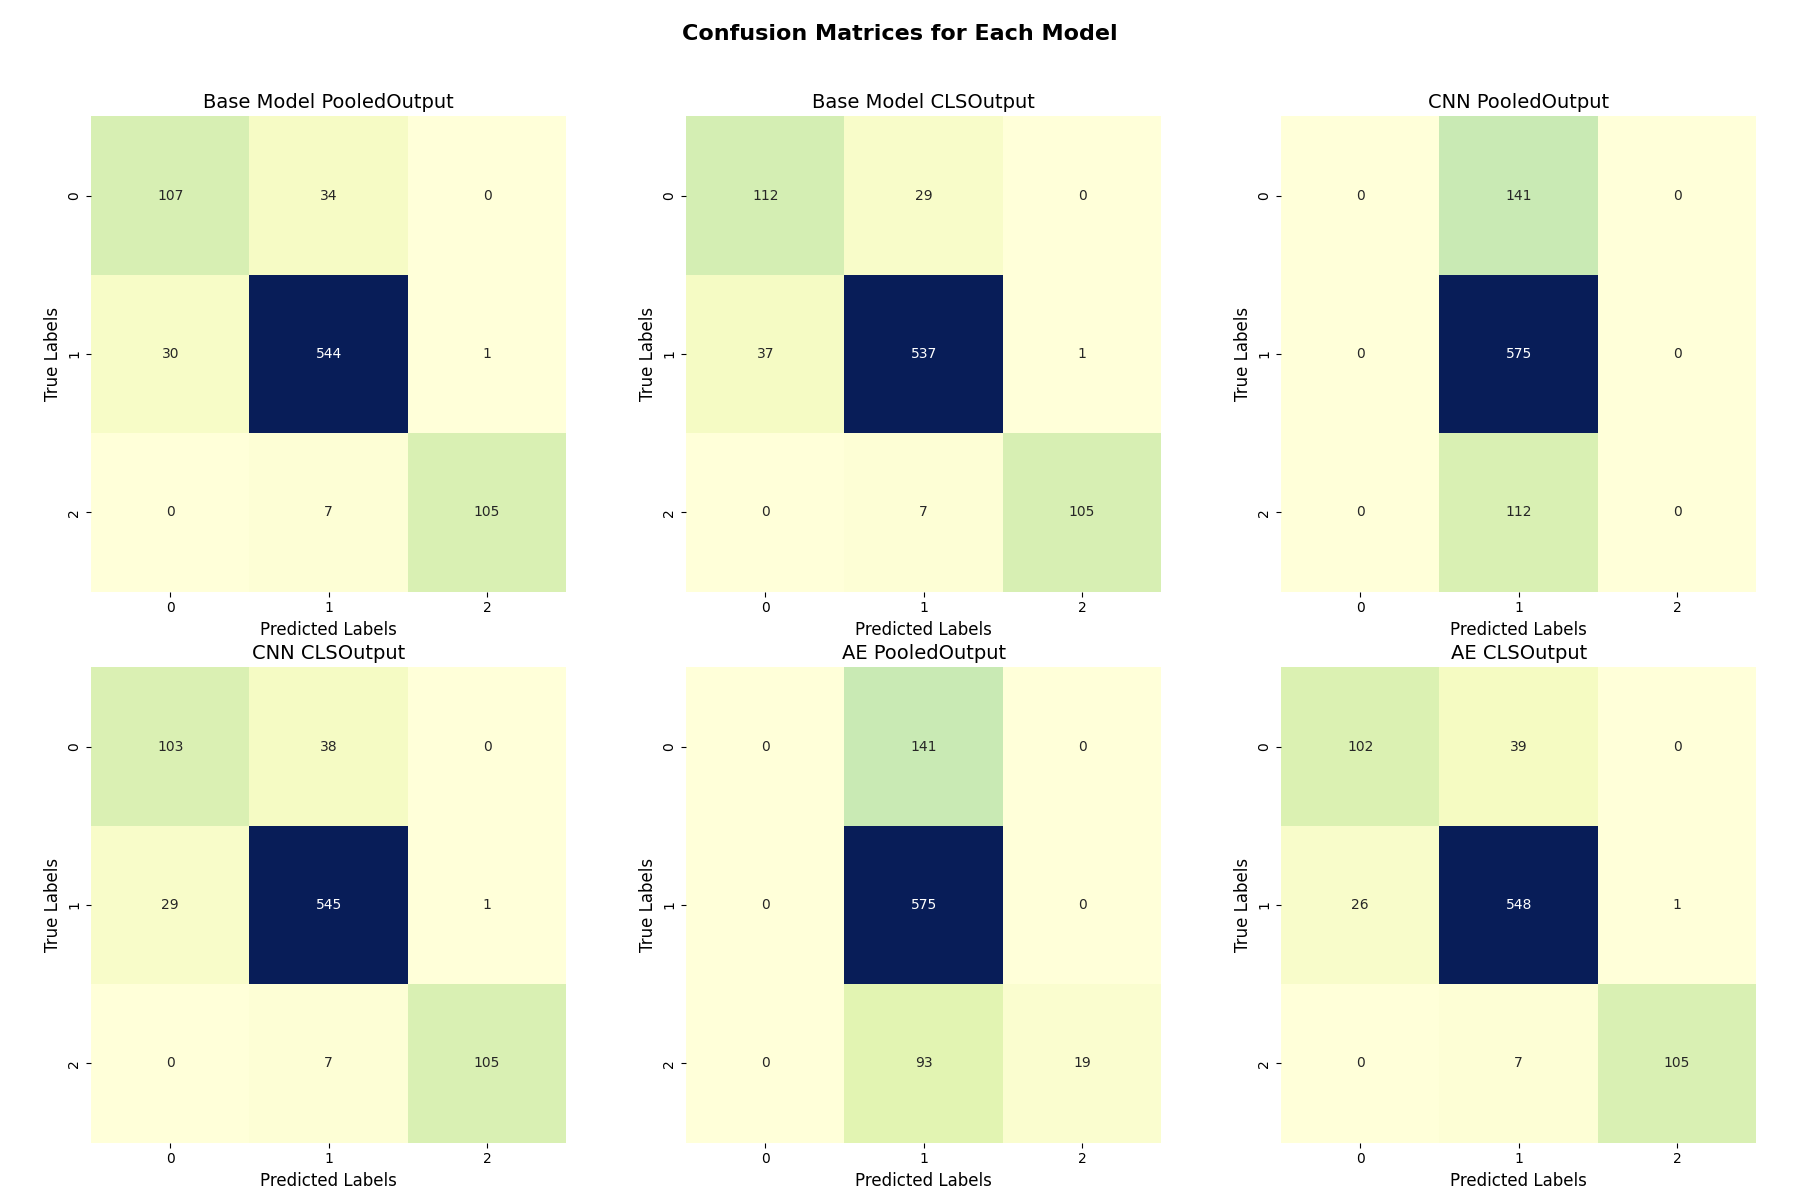 Confusion Matrices for Each Model
Base Model PooledOutput
107 34 0
30 544 1
0 7 105
0 1 2
0 1 2
True Labels
Predicted Labels
Base Model CLSOutput
112 29 0
37 537 1
0 7 105
0 1 2
0 1 2
True Labels
Predicted Labels
CNN PooledOutput
0 141 0
0 575 0
0 112 0
0 1 2
0 1 2
True Labels
Predicted Labels
CNN CLSOutput
103 38 0
29 545 1
0 7 105
0 1 2
0 1 2
True Labels
Predicted Labels
AE PooledOutput
0 141 0
0 575 0
0 93 19
0 1 2
0 1 2
True Labels
Predicted Labels
AE CLSOutput
102 39 0
26 548 1
0 7 105
0 1 2
0 1 2
True Labels
Predicted Labels